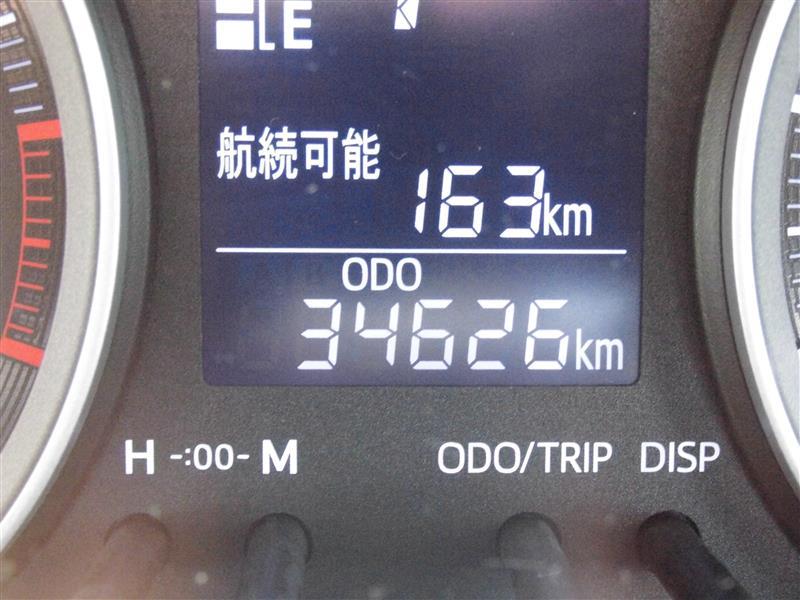 E
航続可能
163km
ODO
34626km
H -:00- M
ODO/TRIP DISP